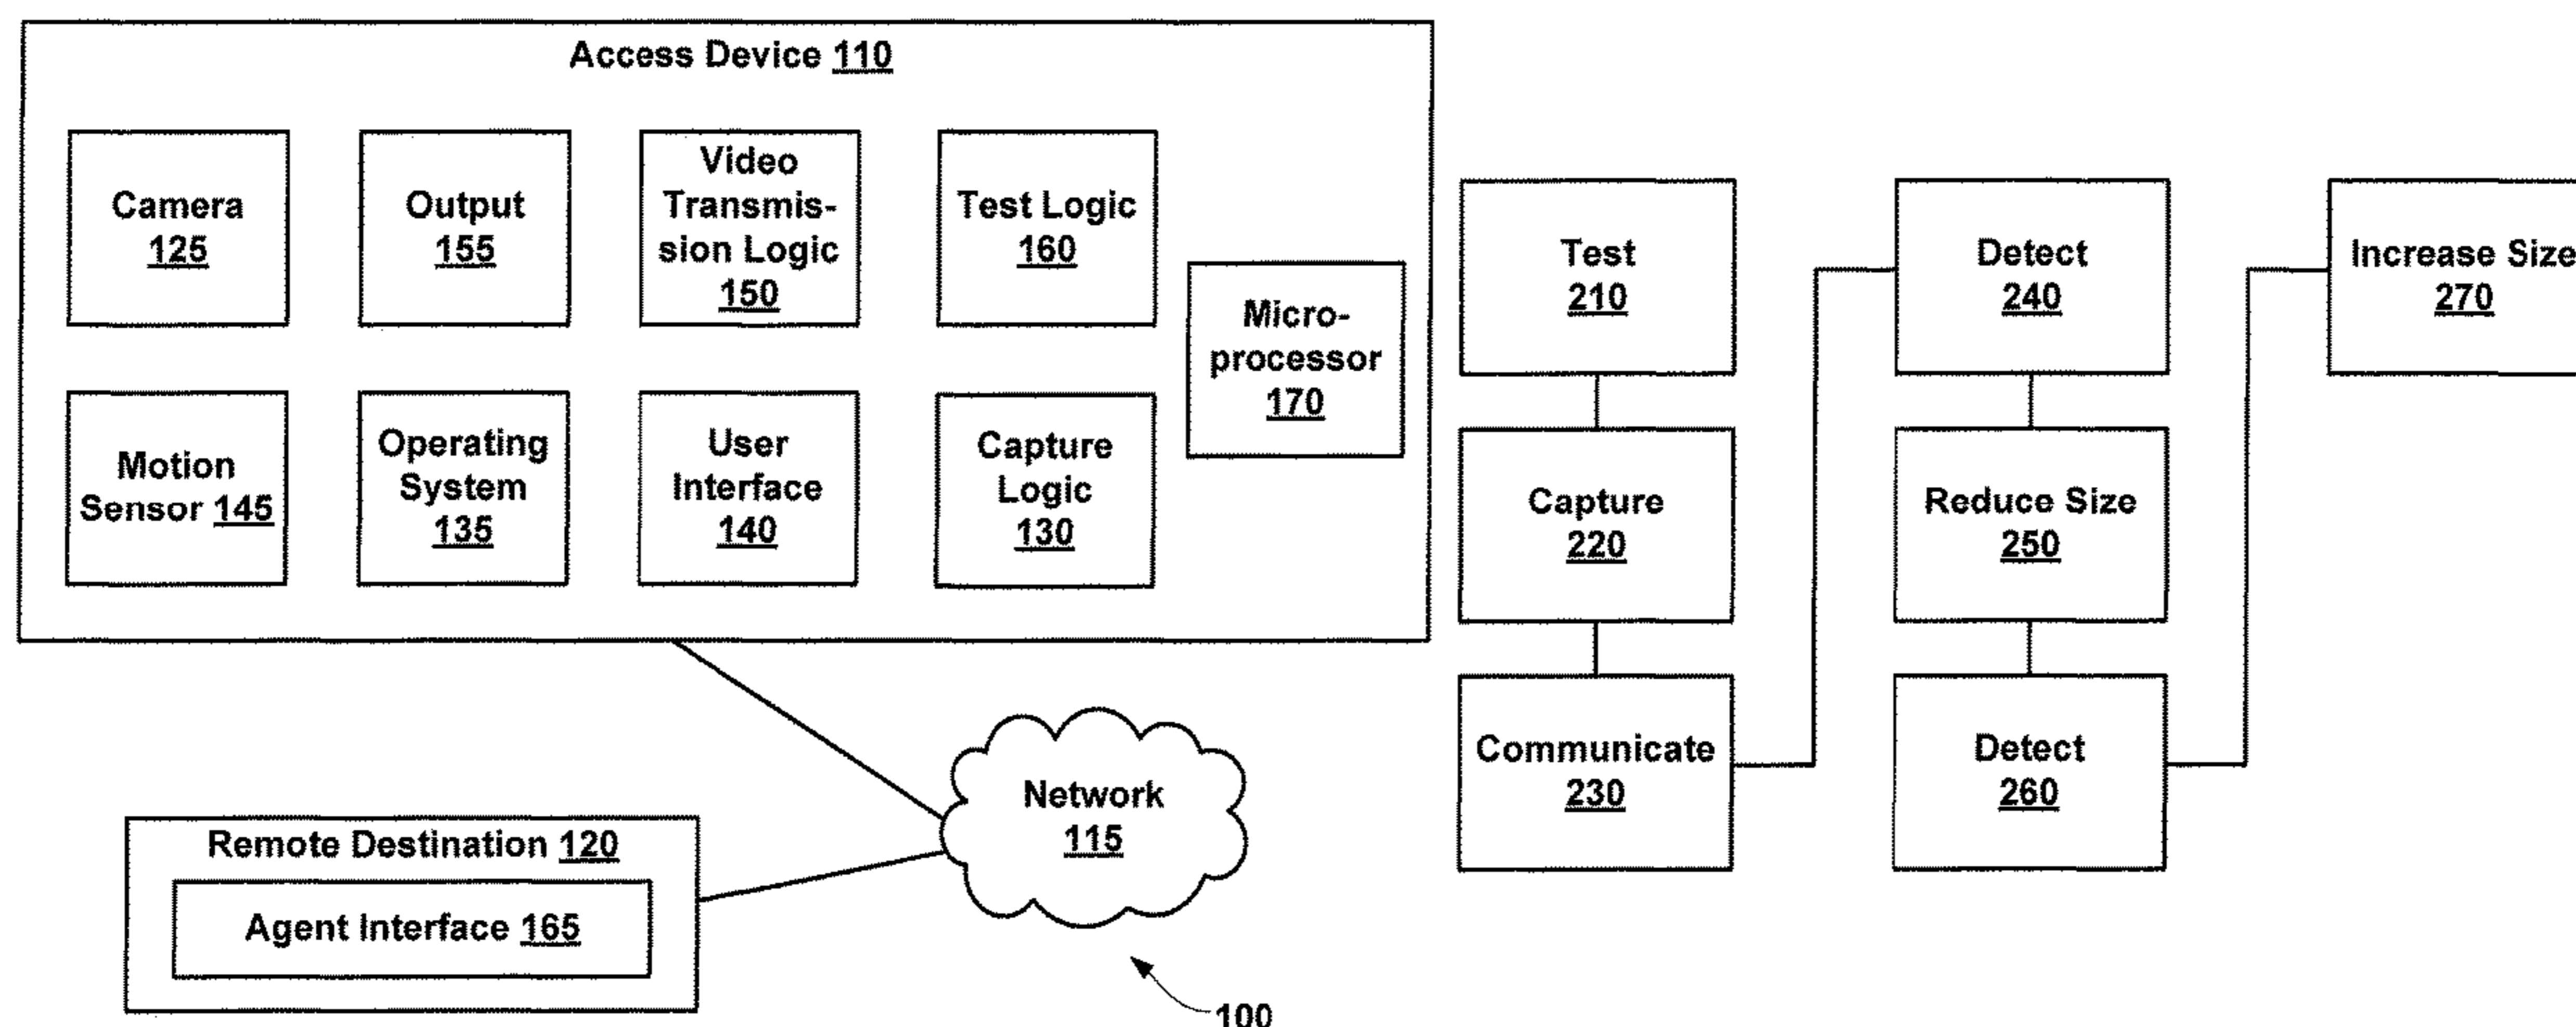 Access Device 110
Camera
125
Output
155
Video
Transmis-
sion Logic
150
Test Logic
160
Micro-
processor
170
Motion
Sensor 145
Operating
System
135
User
Interface
140
Capture
Logic
130
Network
115
Remote Destination 120
Agent Interface 165
100
Test
210
Capture
220
Communicate
230
Detect
240
Reduce Size
250
Detect
260
Increase Size
270